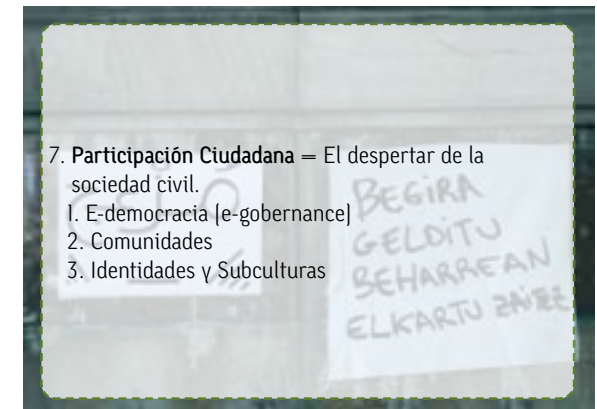 7. Participación Ciudadana = El despertar de la
sociedad civil.
1. E-democracia (e-gobernance)
2. Comunidades
3. Identidades y Subculturas
BEGIRA
GELDITU
BEHARREAN
ELKARTU ZAITEZ